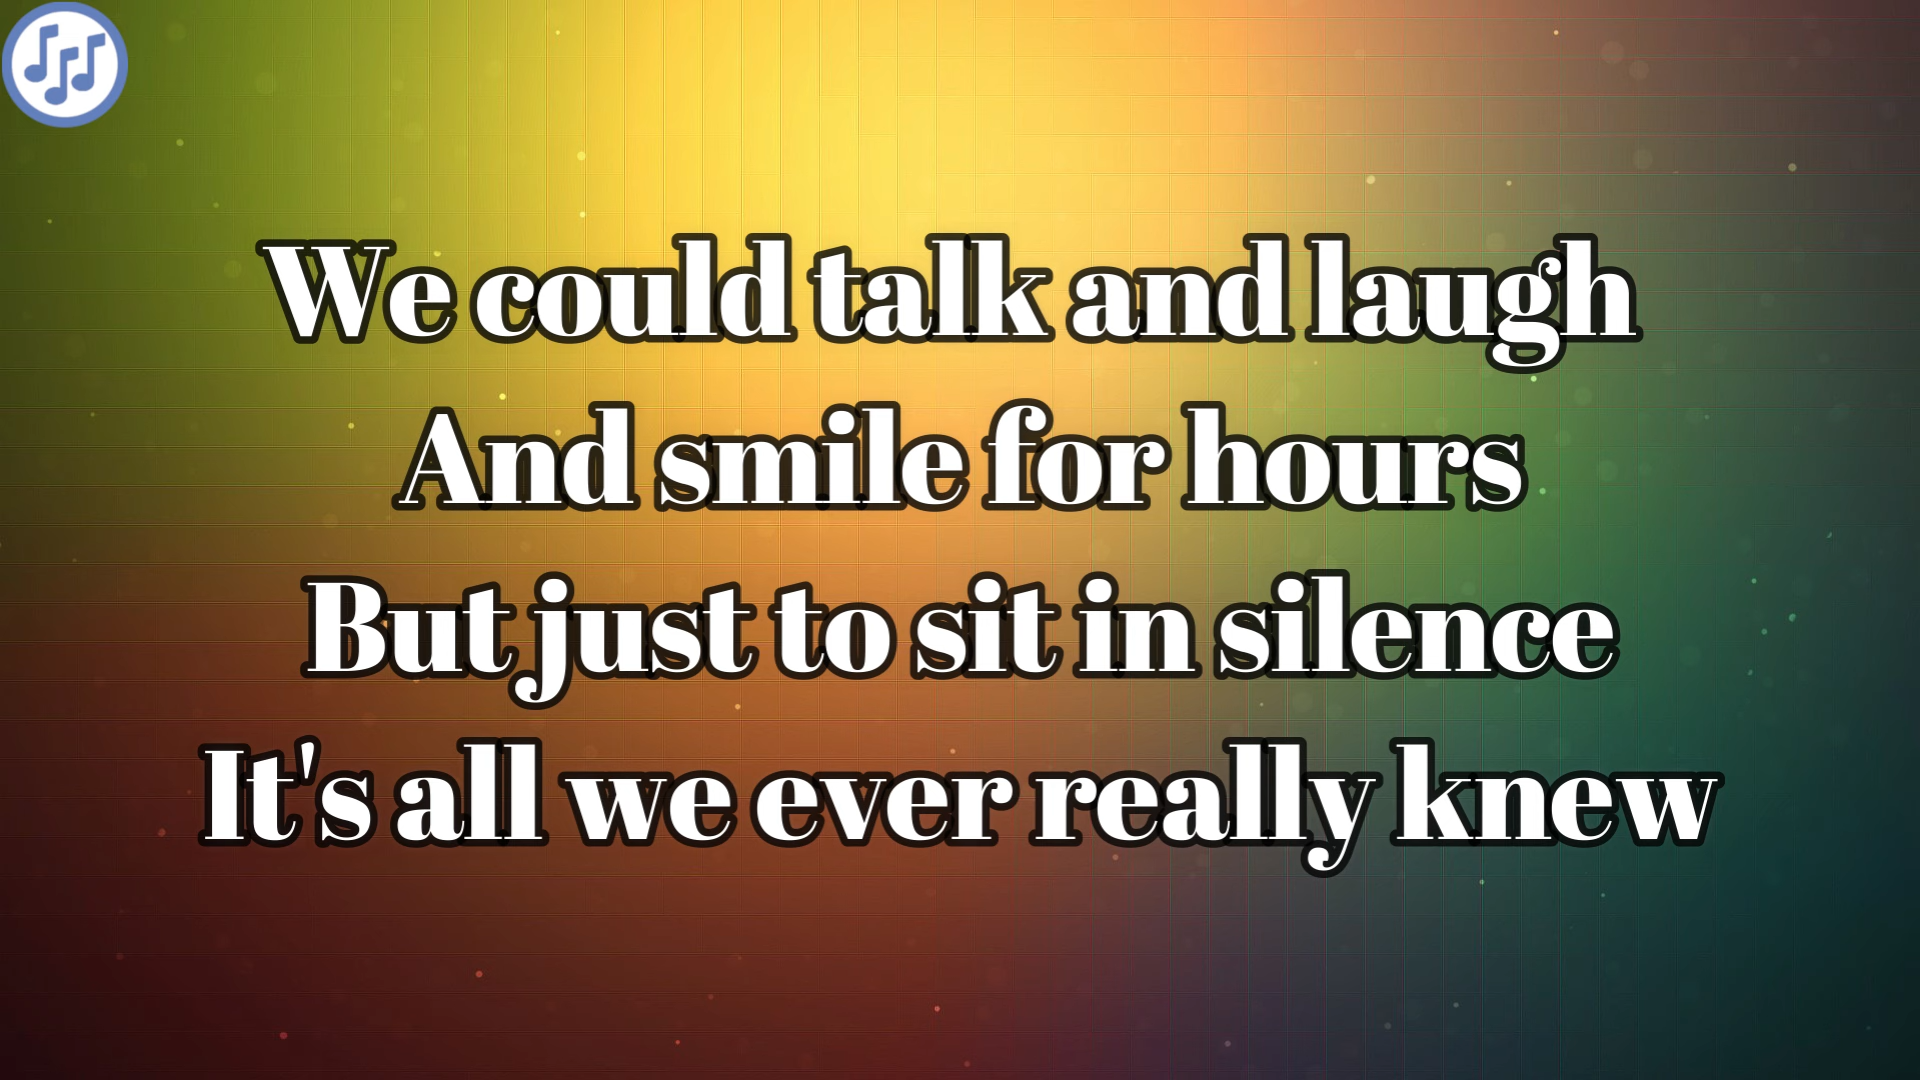 We could talk and laugh
And smile for hours
But just to sit in silence
It's all we ever really knew